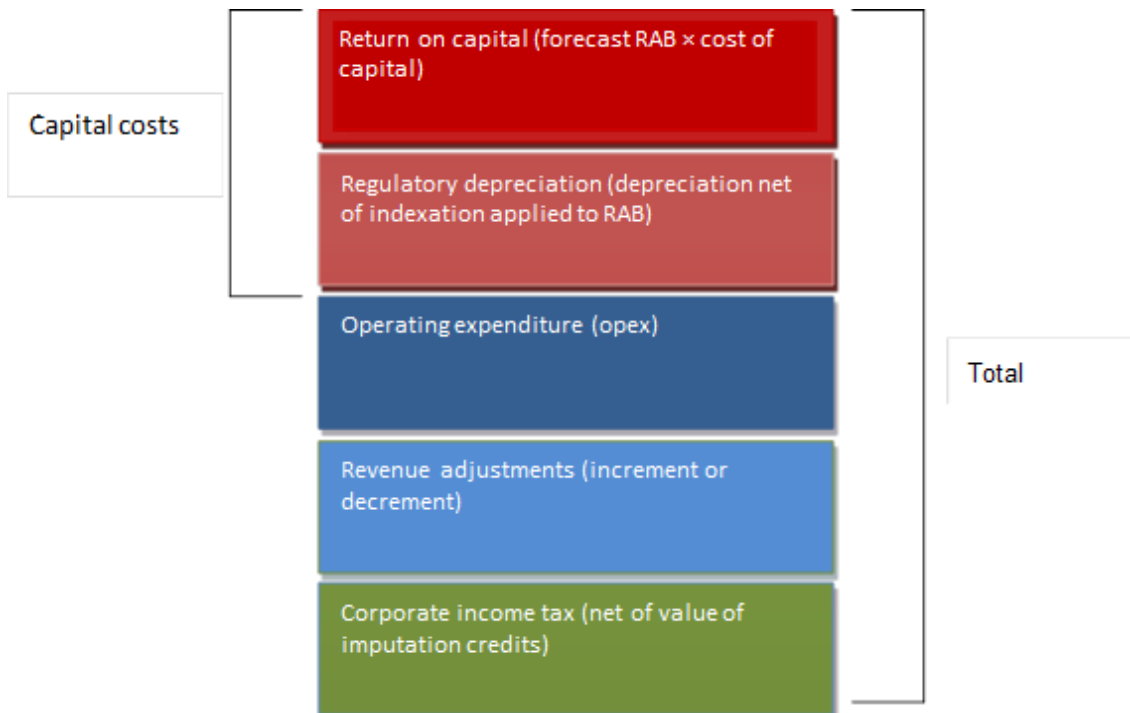 Return on capital (forecast RAB × cost of
capital)
Capital costs
Regulatory depreciation (depreciation net
of indexation applied to RAB)
Operating expenditure (opex)
Total
Revenue adjustments (increment or
decrement)
Corporate income tax (net of value of
imputation credits)